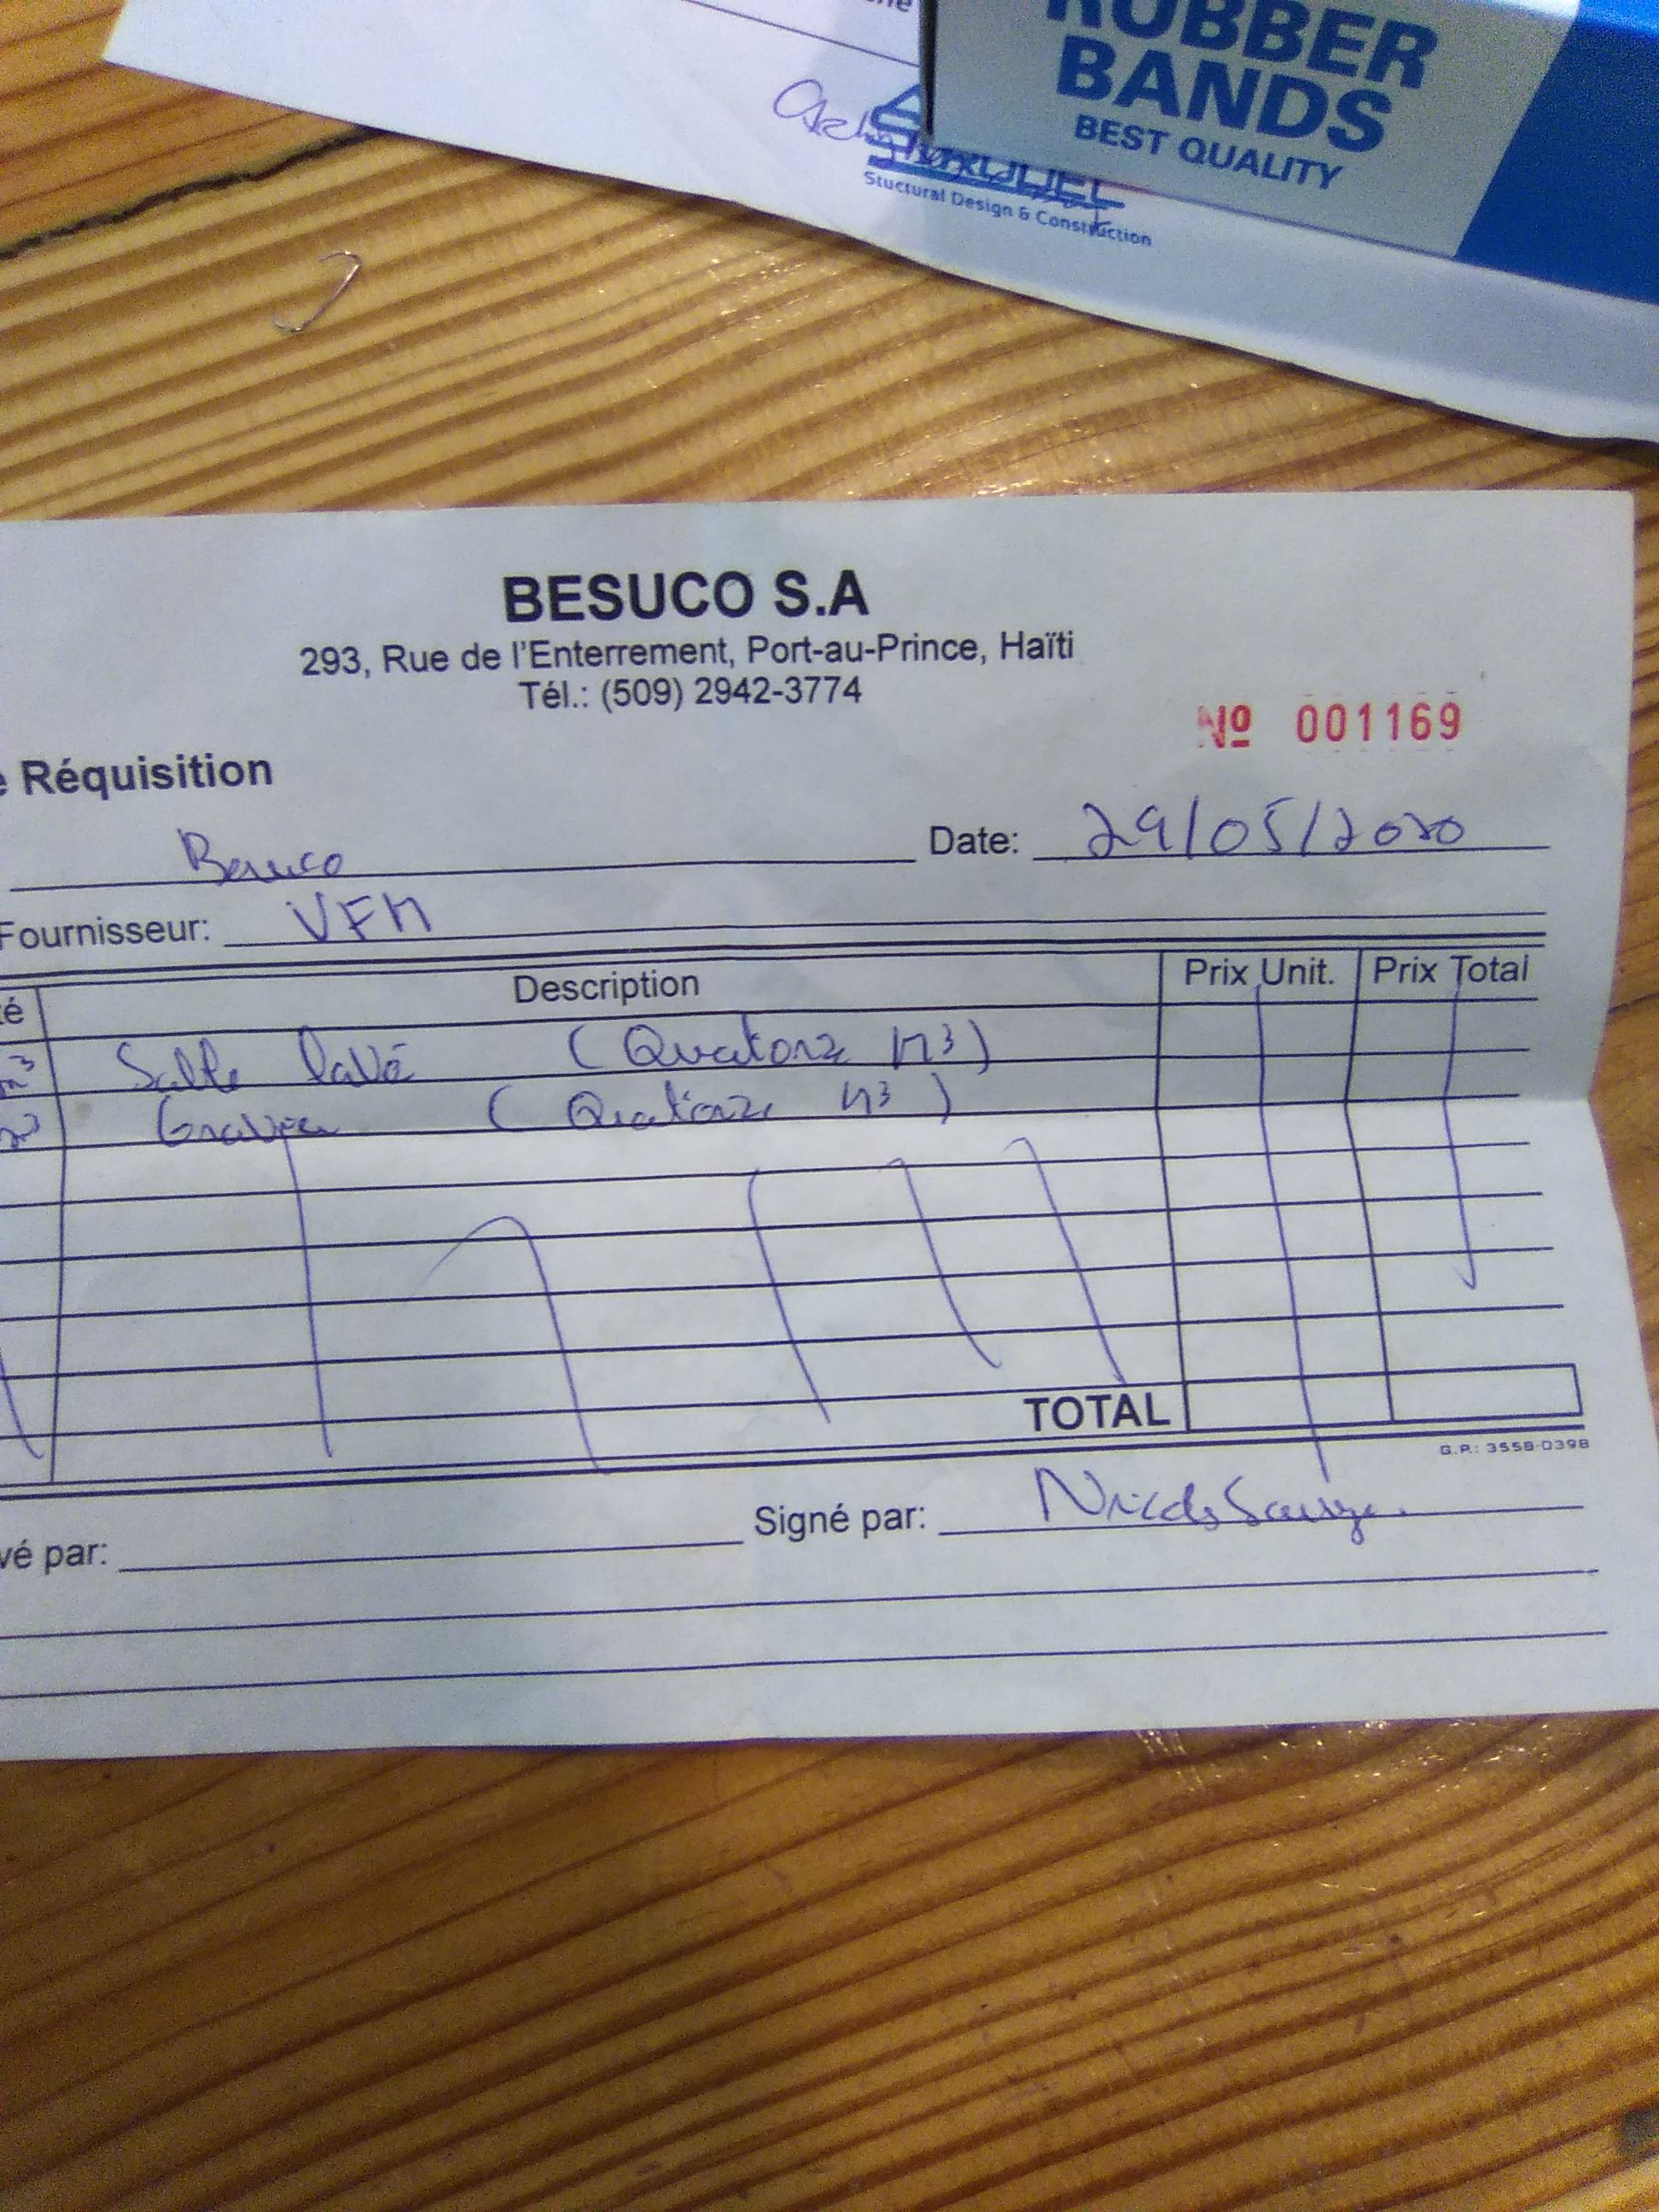 RUBBER
BANDS
BEST QUALITY
Stuctural Design & Construction
BESUCO S.A
293, Rue de l'Enterrement, Port-au-Prince, Haïti
Tél.: (509) 2942-3774
Nº 001169
e Réquisition
Besuco Date: 29/05/2020
Fournisseur: VFM
té Description Prix Unit. Prix Total
m³ Sable lavé (Quatorze m³)
m³ Gravier (Quatorze m³)
TOTAL
G.P.: 3558-0398
Signé par:
vé par: